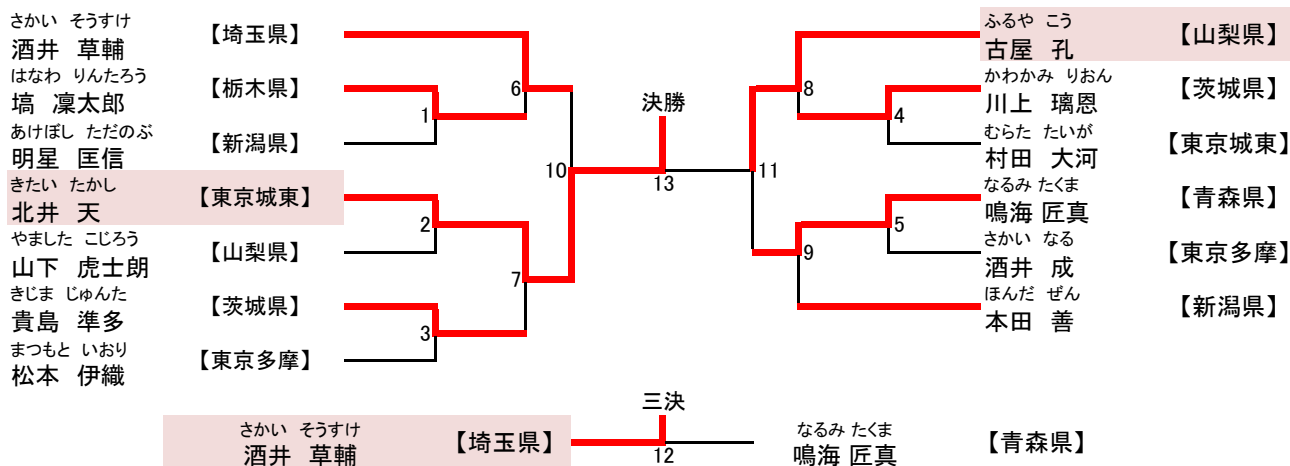 さかい そうすけ
酒井 草輔 【埼玉県】
はなわ りんたろう
塙 凜太郎 【栃木県】
あけぼし ただのぶ
明星 匡信 【新潟県】
きたい たかし
北井 天 【東京城東】
やました こじろう
山下 虎士朗 【山梨県】
きじま じゅんた
貴島 準多 【茨城県】
まつもと いおり
松本 伊織 【東京多摩】
1
2
3
6
7
10
決勝
13
11
8
9
4
5
ふるや こう
古屋 孔 【山梨県】
かわかみ りおん
川上 璃恩 【茨城県】
むらた たいが
村田 大河 【東京城東】
なるみ たくま
鳴海 匠真 【青森県】
さかい なる
酒井 成 【東京多摩】
ほんだ ぜん
本田 善 【新潟県】
三決
さかい そうすけ
酒井 草輔 【埼玉県】
12
なるみ たくま
鳴海 匠真 【青森県】